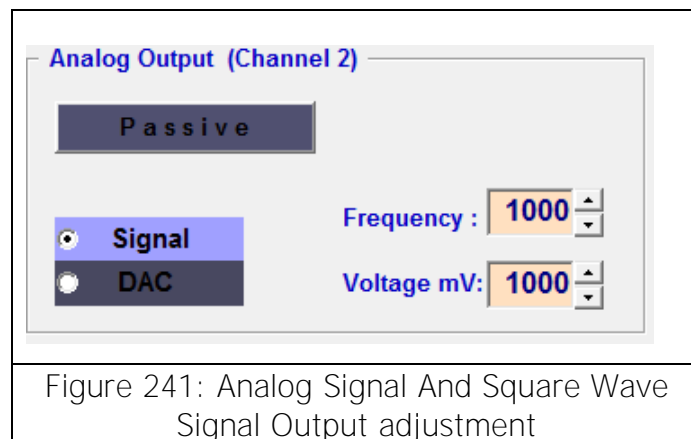 Analog Output (Channel 2)
Passive
Signal
DAC
Frequency : 1000
Voltage mV: 1000
Figure 241: Analog Signal And Square Wave
Signal Output adjustment